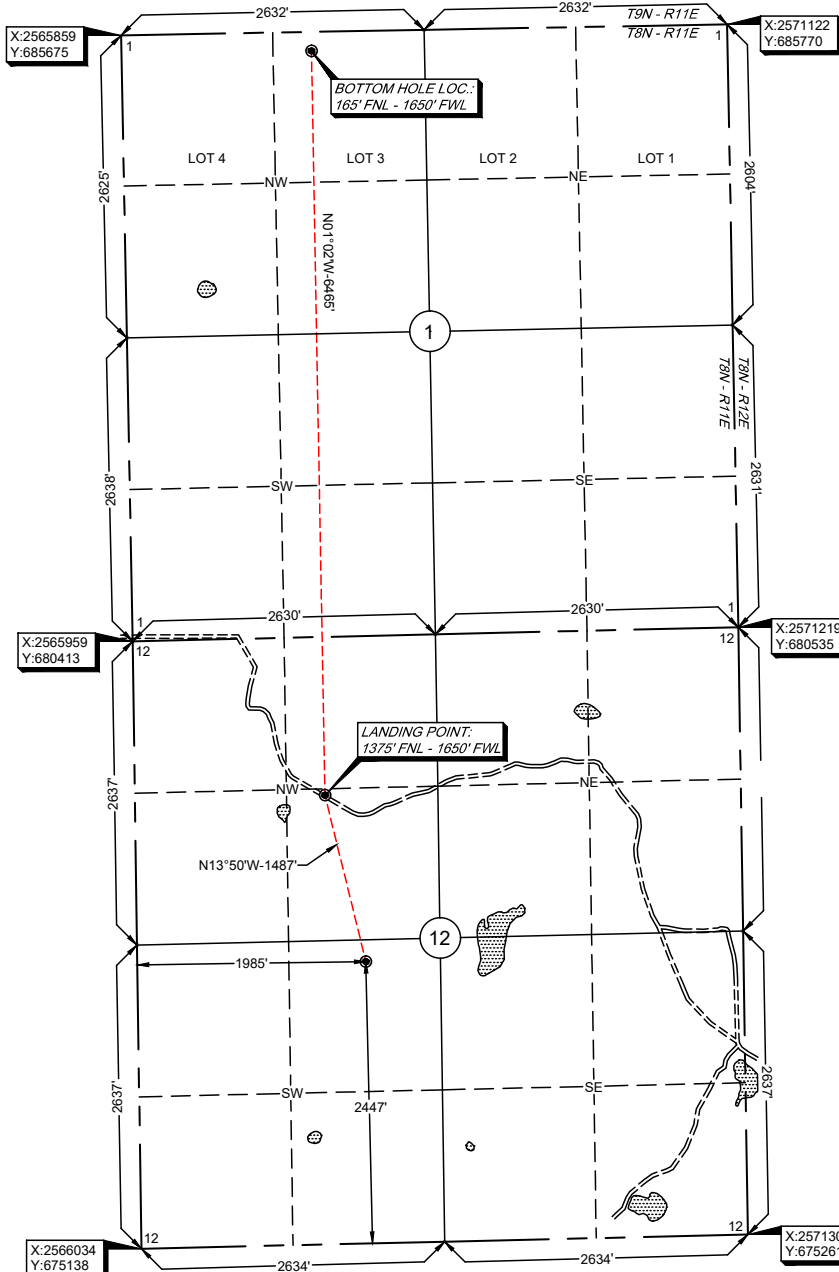 2632'
2632'
T9N - R11E
T8N - R11E
X:2565859
Y:685675
1
1
X:2571122
Y:685770
BOTTOM HOLE LOC.:
165' FNL - 1650' FWL
LOT 4
LOT 3
LOT 2
LOT 1
2625'
NW
NE
2604'
N01°02'W-6465'
1
T8N - R11E
T8N - R12E
2638'
SW
SE
2631'
1
2630'
2630'
1
X:2565959
Y:680413
12
12
X:2571219
Y:680535
LANDING POINT:
1375' FNL - 1650' FWL
2637'
NW
NE
N13°50'W-1487'
12
1985'
2637'
SW
SE
2637'
2447'
12
12
X:2566034
Y:675138
2634'
2634'
X:257130
Y:675261